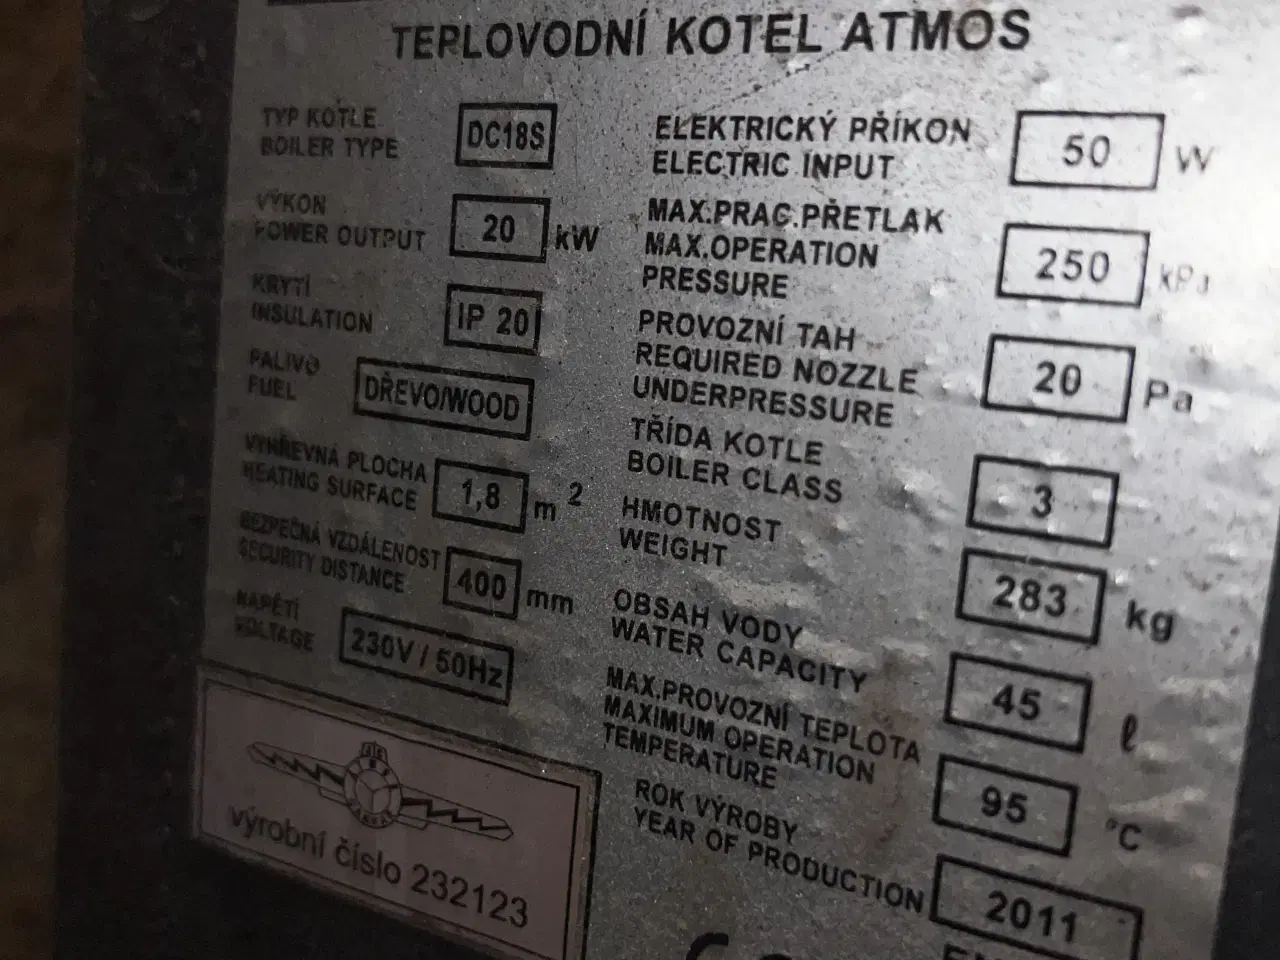 TEPLOVODNÍ KOTEL ATMOS
TYP KOTLE
BOILER TYPE
DC18S
VÝKON
POWER OUTPUT
20
kW
KRYTÍ
INSULATION
IP 20
PALIVO
FUEL
DŘEVO/WOOD
VÝHŘEVNÁ PLOCHA
HEATING SURFACE
1,8
m 2
BEZPEČNÁ VZDÁLENOST
SECURITY DISTANCE
400
mm
NAPĚTÍ
VOLTAGE
230V / 50Hz
výrobní číslo 232123
ELEKTRICKÝ PŘÍKON
ELECTRIC INPUT
50
W
MAX.PRAC.PŘETLAK
MAX.OPERATION
PRESSURE
250
kPa
PROVOZNÍ TAH
REQUIRED NOZZLE
UNDERPRESSURE
20
Pa
TŘÍDA KOTLE
BOILER CLASS
3
HMOTNOST
WEIGHT
283
kg
OBSAH VODY
WATER CAPACITY
45
ℓ
MAX.PROVOZNÍ TEPLOTA
MAXIMUM OPERATION
TEMPERATURE
95
°C
ROK VÝROBY
YEAR OF PRODUCTION
2011